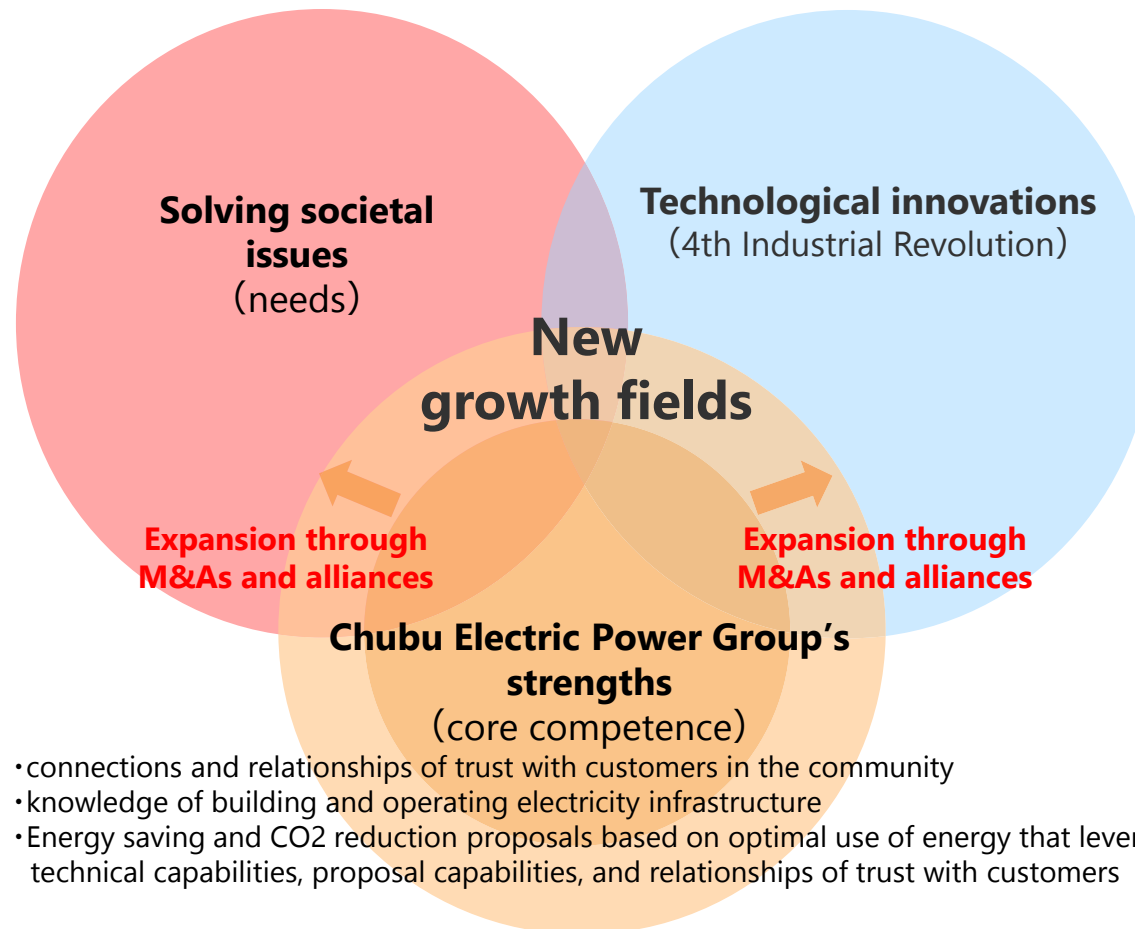 Solving societal
issues
（needs）
Technological innovations
（4th Industrial Revolution）
New
growth fields
Expansion through
M&As and alliances
Expansion through
M&As and alliances
Chubu Electric Power Group’s
strengths
（core competence）
・connections and relationships of trust with customers in the community
・knowledge of building and operating electricity infrastructure
・Energy saving and CO2 reduction proposals based on optimal use of energy that
technical capabilities, proposal capabilities, and relationships of trust with customers